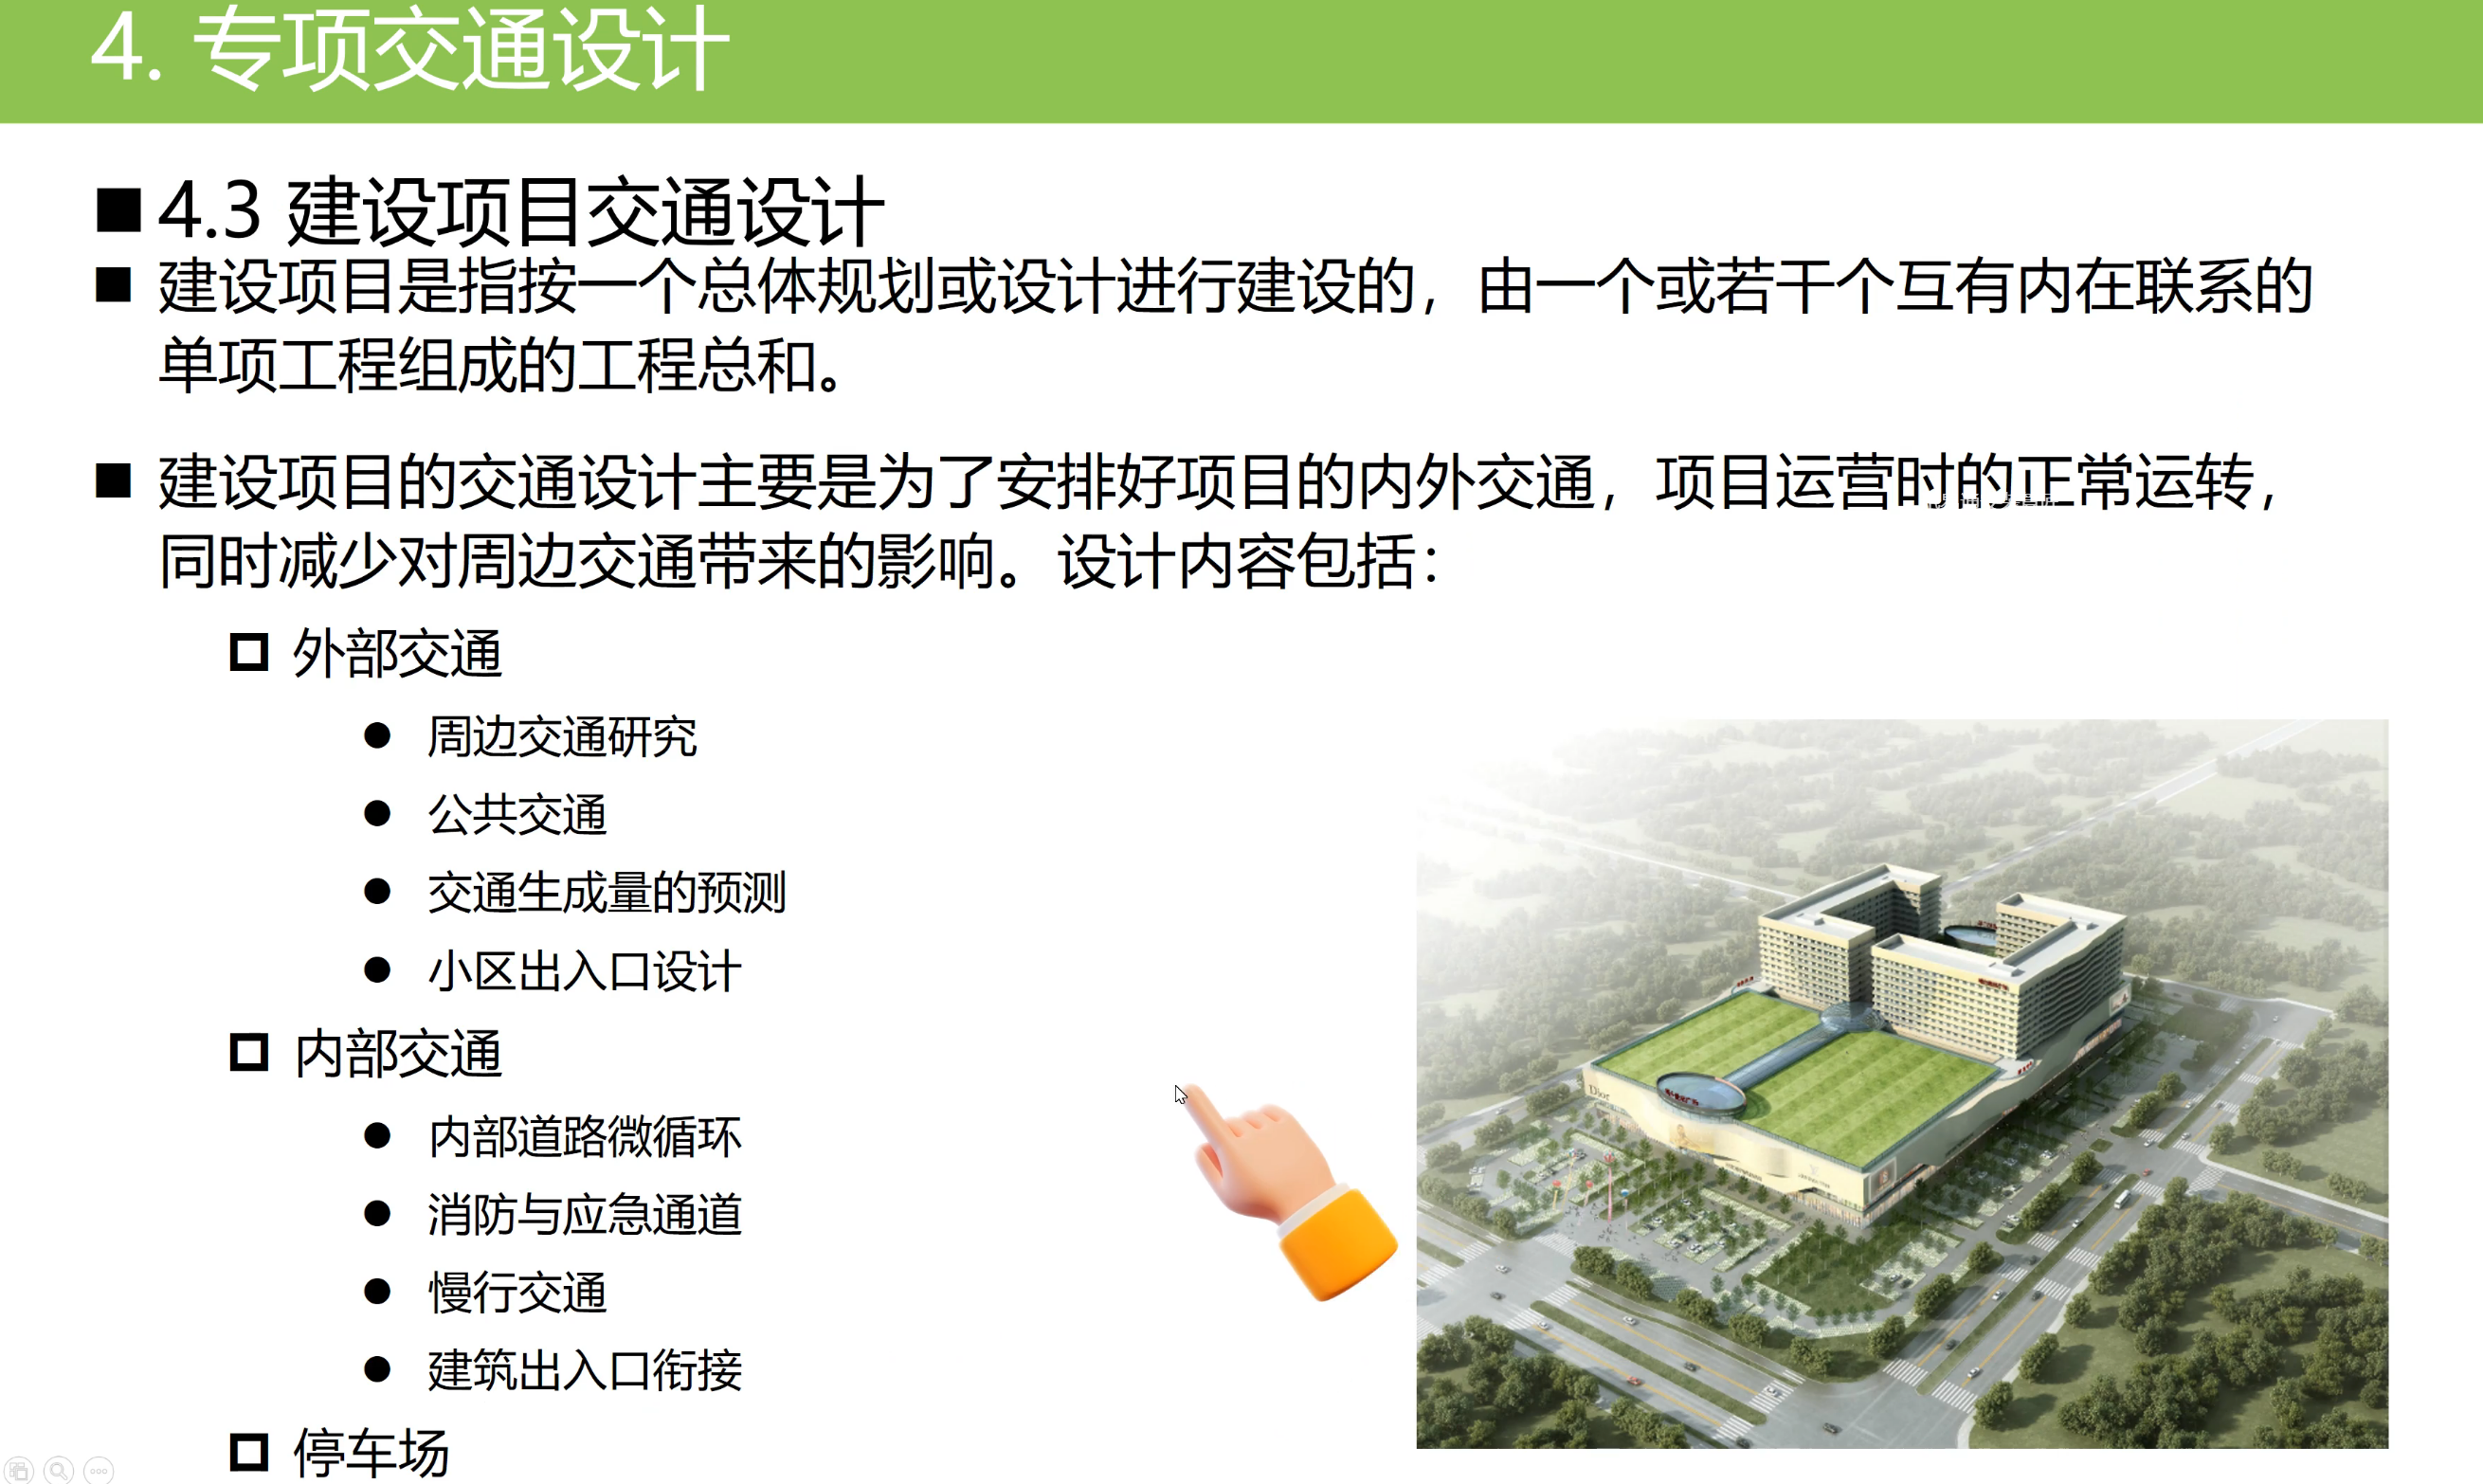 4. 专项交通设计
4.3 建设项目交通设计
建设项目是指按一个总体规划或设计进行建设的，由一个或若干个互有内在联系的
单项工程组成的工程总和。
建设项目的交通设计主要是为了安排好项目的内外交通，项目运营时的正常运转，
同时减少对周边交通带来的影响。设计内容包括：
外部交通
周边交通研究
公共交通
交通生成量的预测
小区出入口设计
内部交通
内部道路微循环
消防与应急通道
慢行交通
建筑出入口衔接
停车场
Dior